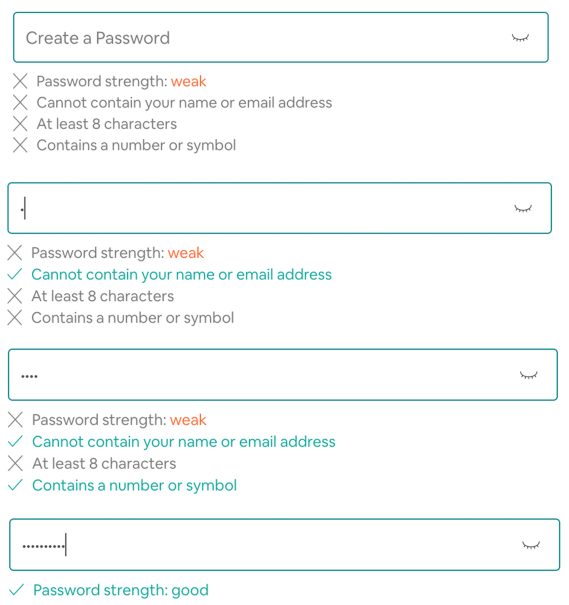 Create a Password
Password strength: weak
Cannot contain your name or email address
At least 8 characters
Contains a number or symbol
Password strength: weak
Cannot contain your name or email address
At least 8 characters
Contains a number or symbol
Password strength: weak
Cannot contain your name or email address
At least 8 characters
Contains a number or symbol
Password strength: good